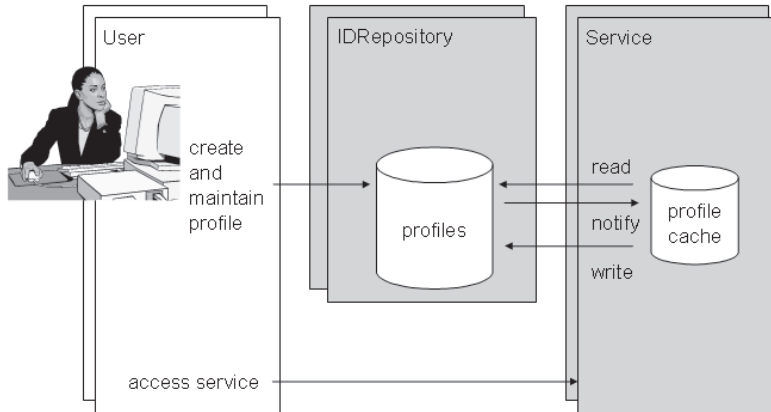 User
IDRepository
Service
create
and
maintain
profile
profiles
read
notify
write
profile
cache
access service